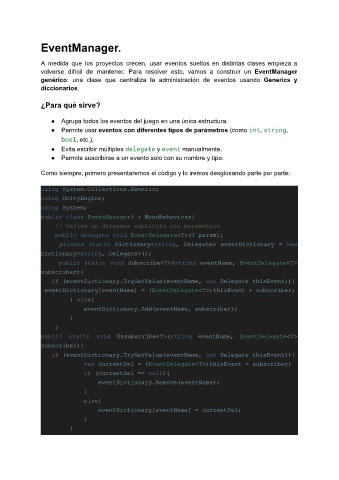 EventManager.
A medida que los proyectos crecen, usar eventos sueltos en distintas clases empieza a
volverse difícil de mantener. Para resolver esto, vamos a construir un EventManager
genérico: una clase que centraliza la administración de eventos usando Generics y
diccionarios.
¿Para qué sirve?
● Agrupa todos los eventos del juego en una única estructura.
● Permite usar eventos con diferentes tipos de parámetros (como int, string,
bool, etc.).
● Evita escribir múltiples delegate y event manualmente.
● Permite suscribirse a un evento solo con su nombre y tipo.
Como siempre, primero presentaremos el código y lo iremos desglosando parte por parte:
using System.Collections.Generic;
using UnityEngine;
using System;
public class EventManager3 : MonoBehaviour{
// Define un delegate explícito sin parámetros
public delegate void EventDelegate<T>(T param);
private static Dictionary<string, Delegate> eventDictionary = new
Dictionary<string, Delegate>();
public static void Subscribe<T>(string eventName, EventDelegate<T>
subscriber){
if (eventDictionary.TryGetValue(eventName, out Delegate thisEvent)){
eventDictionary[eventName] = (EventDelegate<T>)thisEvent + subscriber;
} else{
eventDictionary.Add(eventName, subscriber);
}
}
public static void Unsubscribe<T>(string eventName, EventDelegate<T>
subscriber){
if (eventDictionary.TryGetValue(eventName, out Delegate thisEvent)){
var currentDel = (EventDelegate<T>)thisEvent - subscriber;
if (currentDel == null){
eventDictionary.Remove(eventName);
}
else{
eventDictionary[eventName] = currentDel;
}
}